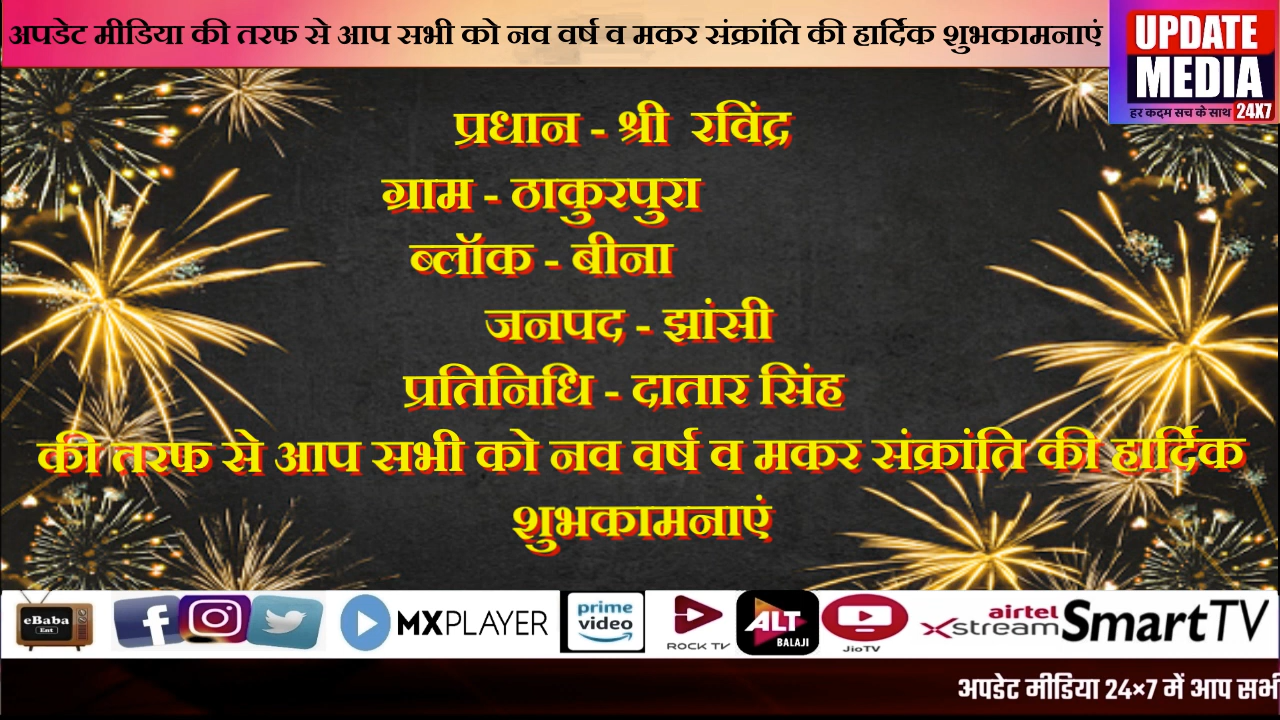 अपडेट मीडिया की तरफ से आप सभी को नव वर्ष व मकर संक्रांति की हार्दिक शुभकामनाएं
UPDATE
MEDIA
हर कदम सच के साथ 24X7
प्रधान - श्री रविंद्र
ग्राम - ठाकुरपुरा
ब्लॉक - बीना
जनपद - झांसी
प्रतिनिधि - दातार सिंह
की तरफ से आप सभी को नव वर्ष व मकर संक्रांति की हार्दिक
शुभकामनाएं
eBaba
Ent
MXPLAYER
prime
video
ROCK TV
ALT
BALAJI
JioTV
airtel
Xstream
SmartTV
अपडेट मीडिया 24×7 में आप सभी